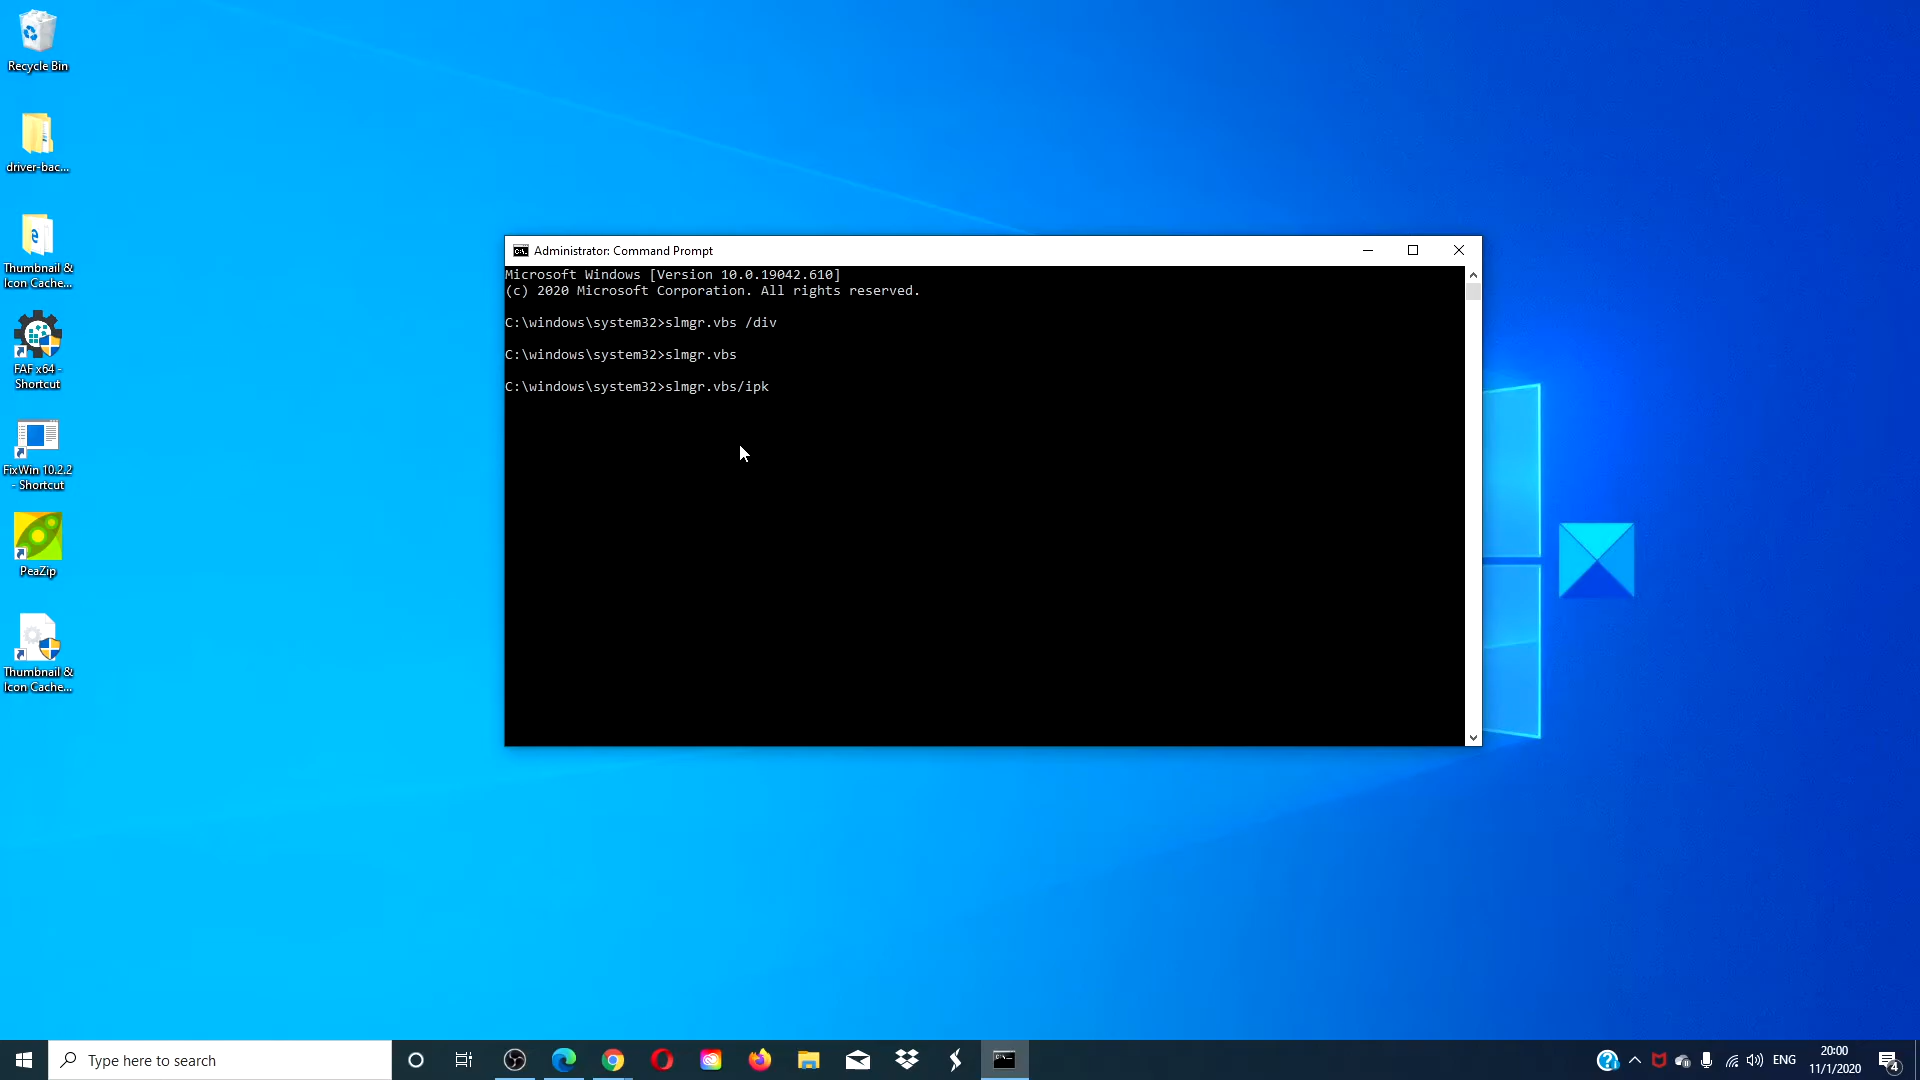 Recycle Bin
driver-bac...
Thumbnail &
Icon Cache...
FAF x64 -
Shortcut
FixWin 10.2.2
- Shortcut
PeaZip
Thumbnail &
Icon Cache...
Administrator: Command Prompt
Microsoft Windows [Version 10.0.19042.610]
(c) 2020 Microsoft Corporation. All rights reserved.
C:\windows\system32>slmgr.vbs /div
C:\windows\system32>slmgr.vbs
C:\windows\system32>slmgr.vbs/ipk
Type here to search
ENG
20:00
11/1/2020
4